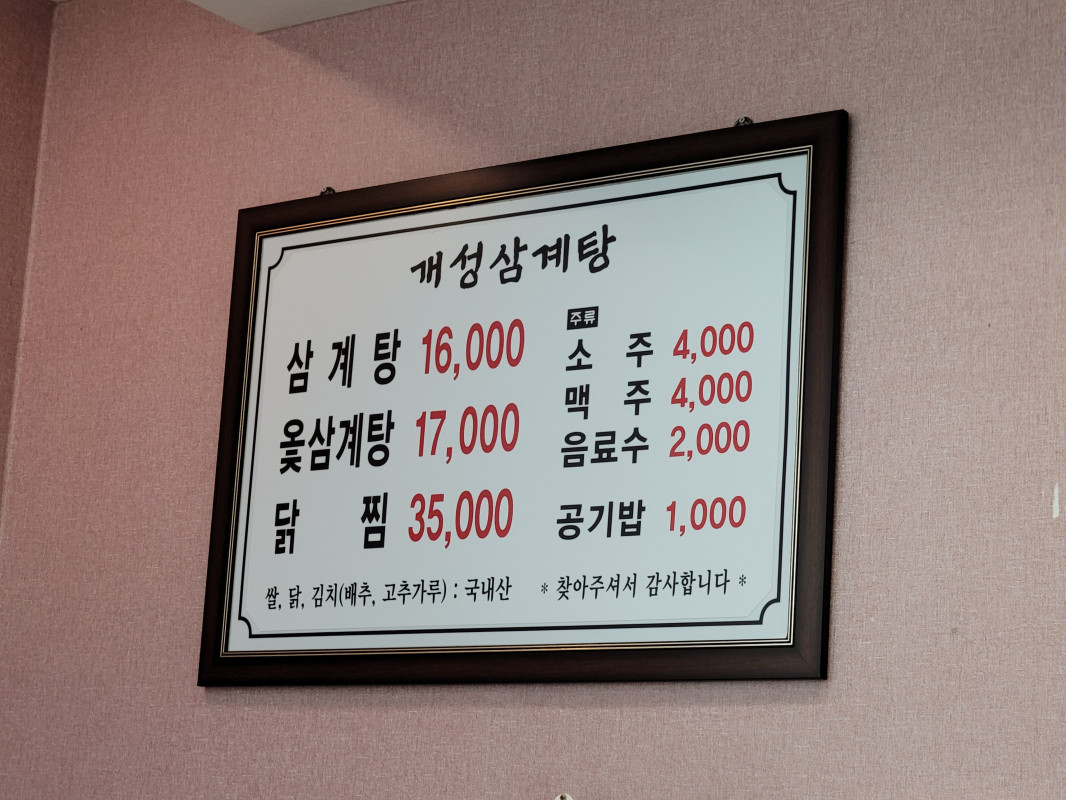 개성삼계탕
삼계탕 16,000
옻삼계탕 17,000
닭찜 35,000
주류
소주 4,000
맥주 4,000
음료수 2,000
공기밥 1,000
쌀, 닭, 김치(배추, 고추가루) : 국내산
* 찾아주셔서 감사합니다 *